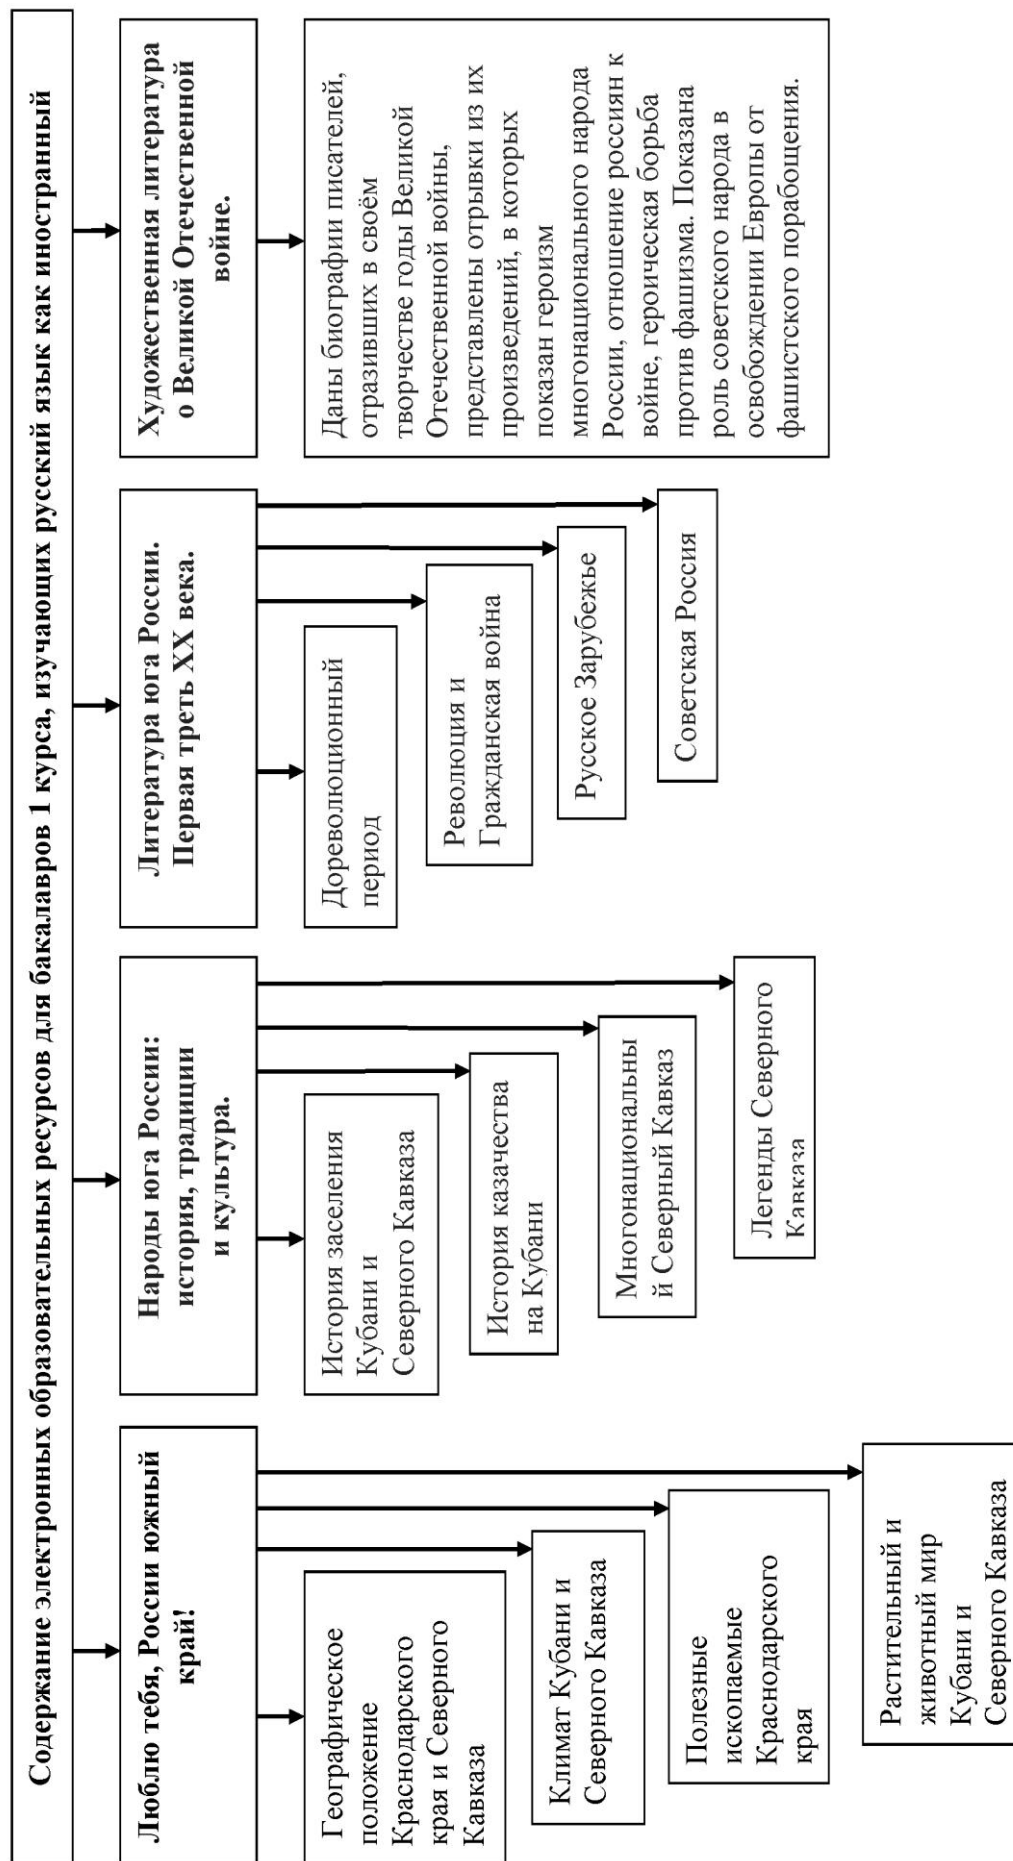 Содержание электронных образовательных ресурсов для бакалавров 1 курса, изучающих русский язык как иностранный
Люблю тебя, России южный
край!
Географическое
положение
Краснодарского
края и Северного
Кавказа
Климат Кубани и
Северного Кавказа
Полезные
ископаемые
Краснодарского
края
Растительный и
животный мир
Кубани и
Северного Кавказа
Народы юга России:
история, традиции
и культура.
История заселения
Кубани и
Северного Кавказа
История казачества
на Кубани
Многонациональны
й Северный Кавказ
Легенды Северного
Кавказа
Литература юга России.
Первая треть XX века.
Дореволюционный
период
Революция и
Гражданская война
Русское Зарубежье
Советская Россия
Художественная литература
о Великой Отечественной
войне.
Даны биографии писателей,
отразивших в своём
творчестве годы Великой
Отечественной войны,
представлены отрывки из их
произведений, в которых
показан героизм
многонационального народа
России, отношение россиян к
войне, героическая борьба
против фашизма. Показана
роль советского народа в
освобождении Европы от
фашистского порабощения.